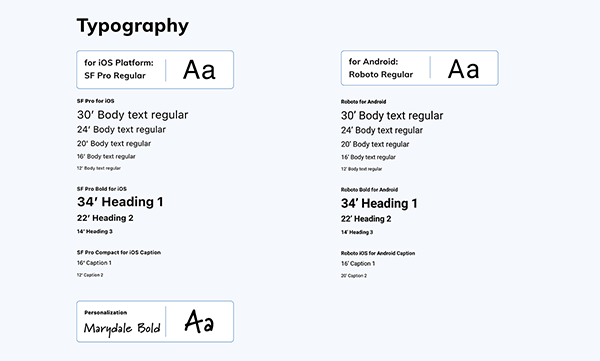 Typography
for iOS Platform:
SF Pro Regular
Aa
SF Pro for iOS
30’ Body text regular
24’ Body text regular
20’ Body text regular
16’ Body text regular
12’ Body text regular
SF Pro Bold for iOS
34’ Heading 1
22’ Heading 2
14’ Heading 3
SF Pro Compact for iOS Caption
16’ Caption 1
12’ Caption 2
Personalization
Marydale Bold
Aa
for Android:
Roboto Regular
Aa
Roboto for Android
30’ Body text regular
24’ Body text regular
20’ Body text regular
16’ Body text regular
12’ Body text regular
Roboto Bold for Android
34’ Heading 1
22’ Heading 2
14’ Heading 3
Roboto iOS for Android Caption
16’ Caption 1
20’ Caption 2